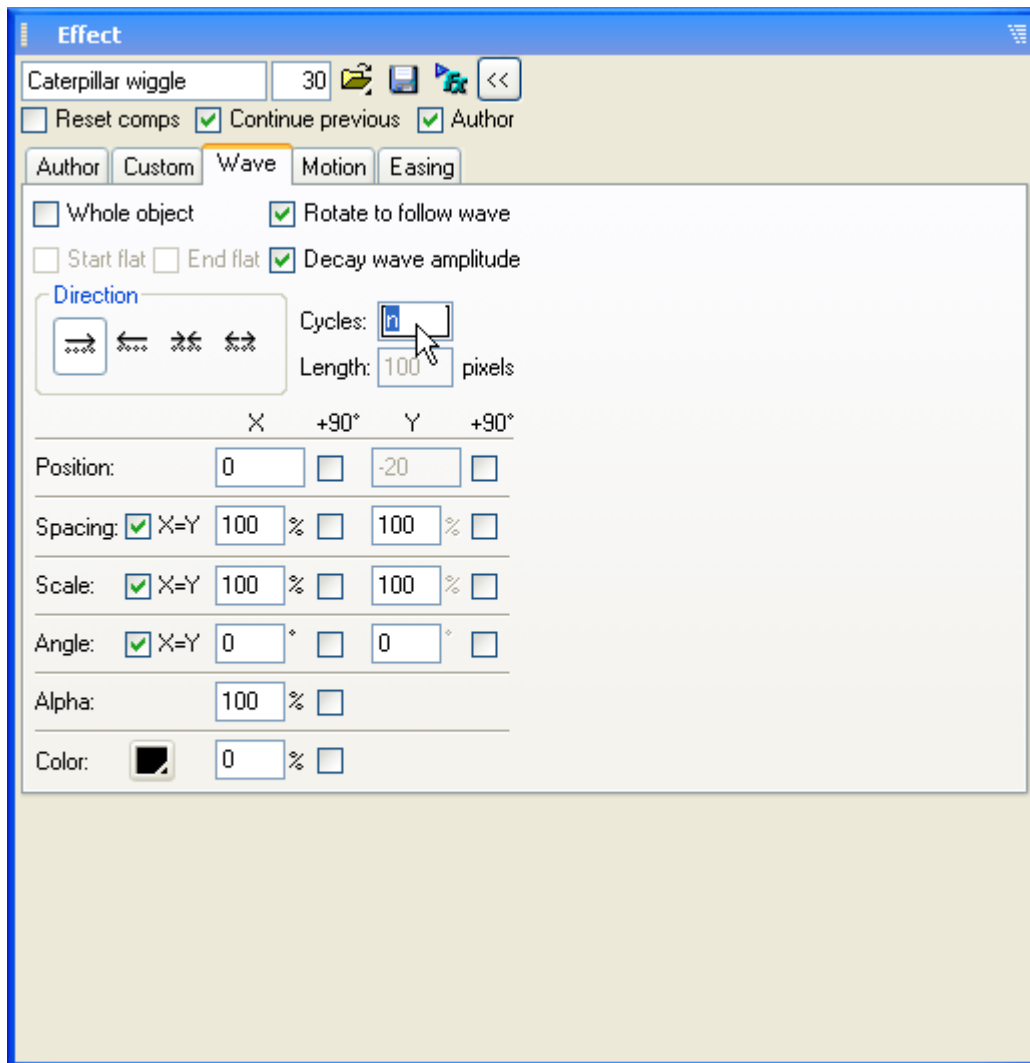 Effect
Caterpillar wiggle 30 Fx <<
Reset comps Continue previous Author
Author Custom Wave Motion Easing
Whole object Rotate to follow wave
Start flat End flat Decay wave amplitude
Direction
Cycles: n
Length: 100 pixels
X +90° Y +90°
Position: 0 -20
Spacing: X=Y 100 % 100 %
Scale: X=Y 100 % 100 %
Angle: X=Y 0 ° 0 °
Alpha: 100 %
Color: 0 %